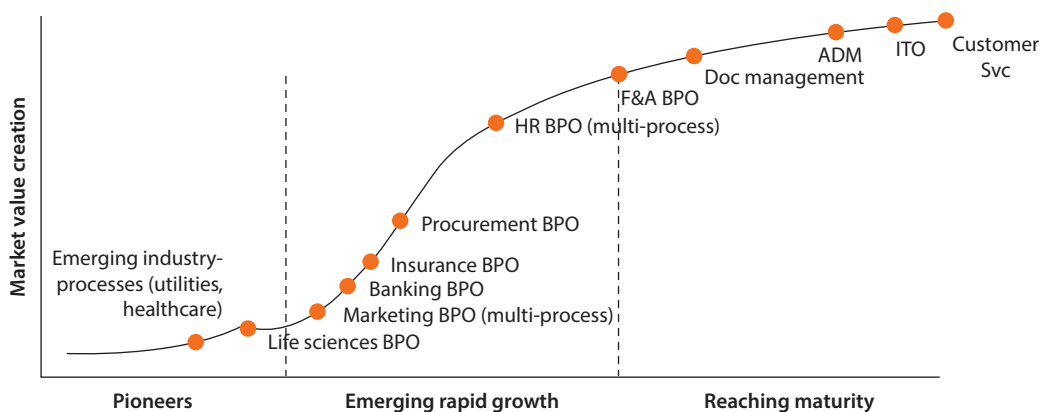 Market value creation
Customer
Svc
ITO
ADM
Doc management
F&A BPO
HR BPO (multi-process)
Procurement BPO
Insurance BPO
Banking BPO
Marketing BPO (multi-process)
Life sciences BPO
Emerging industry-
processes (utilities,
healthcare)
Pioneers
Emerging rapid growth
Reaching maturity